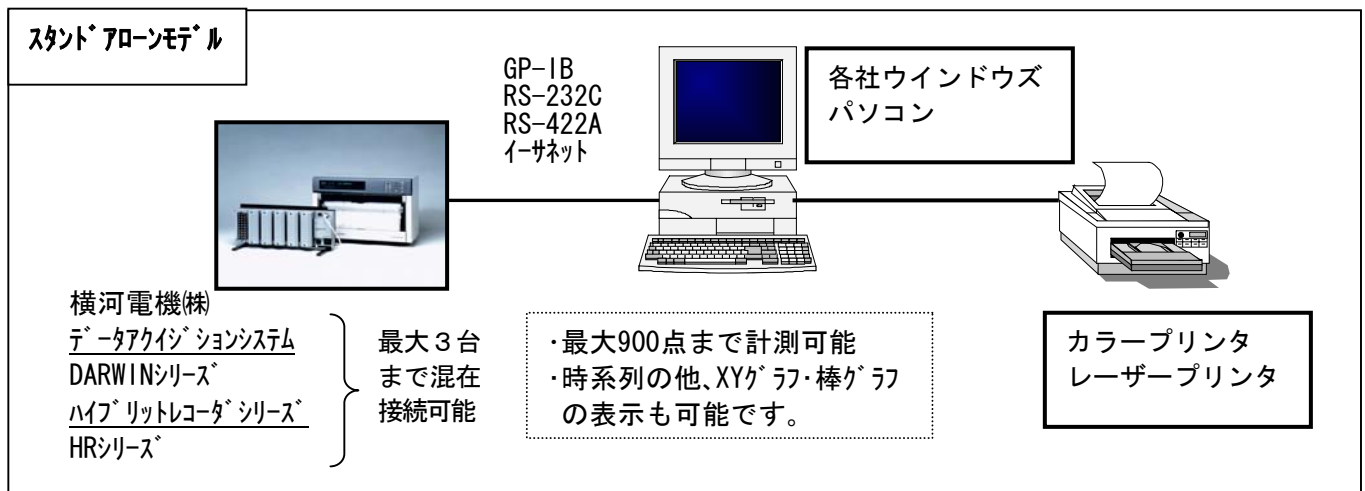 ｽﾀﾝﾄﾞｱﾛｰﾝﾓﾃﾞﾙ
GP-IB
RS-232C
RS-422A
ｲｰｻﾈｯﾄ
各社ウインドウズ
パソコン
横河電機㈱
ﾃﾞｰﾀｱｸｲｼﾞｼｮﾝｼｽﾃﾑ
DARWINｼﾘｰｽﾞ
ﾊｲﾌﾞﾘｯﾄﾚｺｰﾀﾞｼﾘｰｽﾞ
HRｼﾘｰｽﾞ
最大３台
まで混在
接続可能
･最大900点まで計測可能
･時系列の他､XYｸﾞﾗﾌ･棒ｸﾞﾗﾌ
の表示も可能です。
カラープリンタ
レーザープリンタ